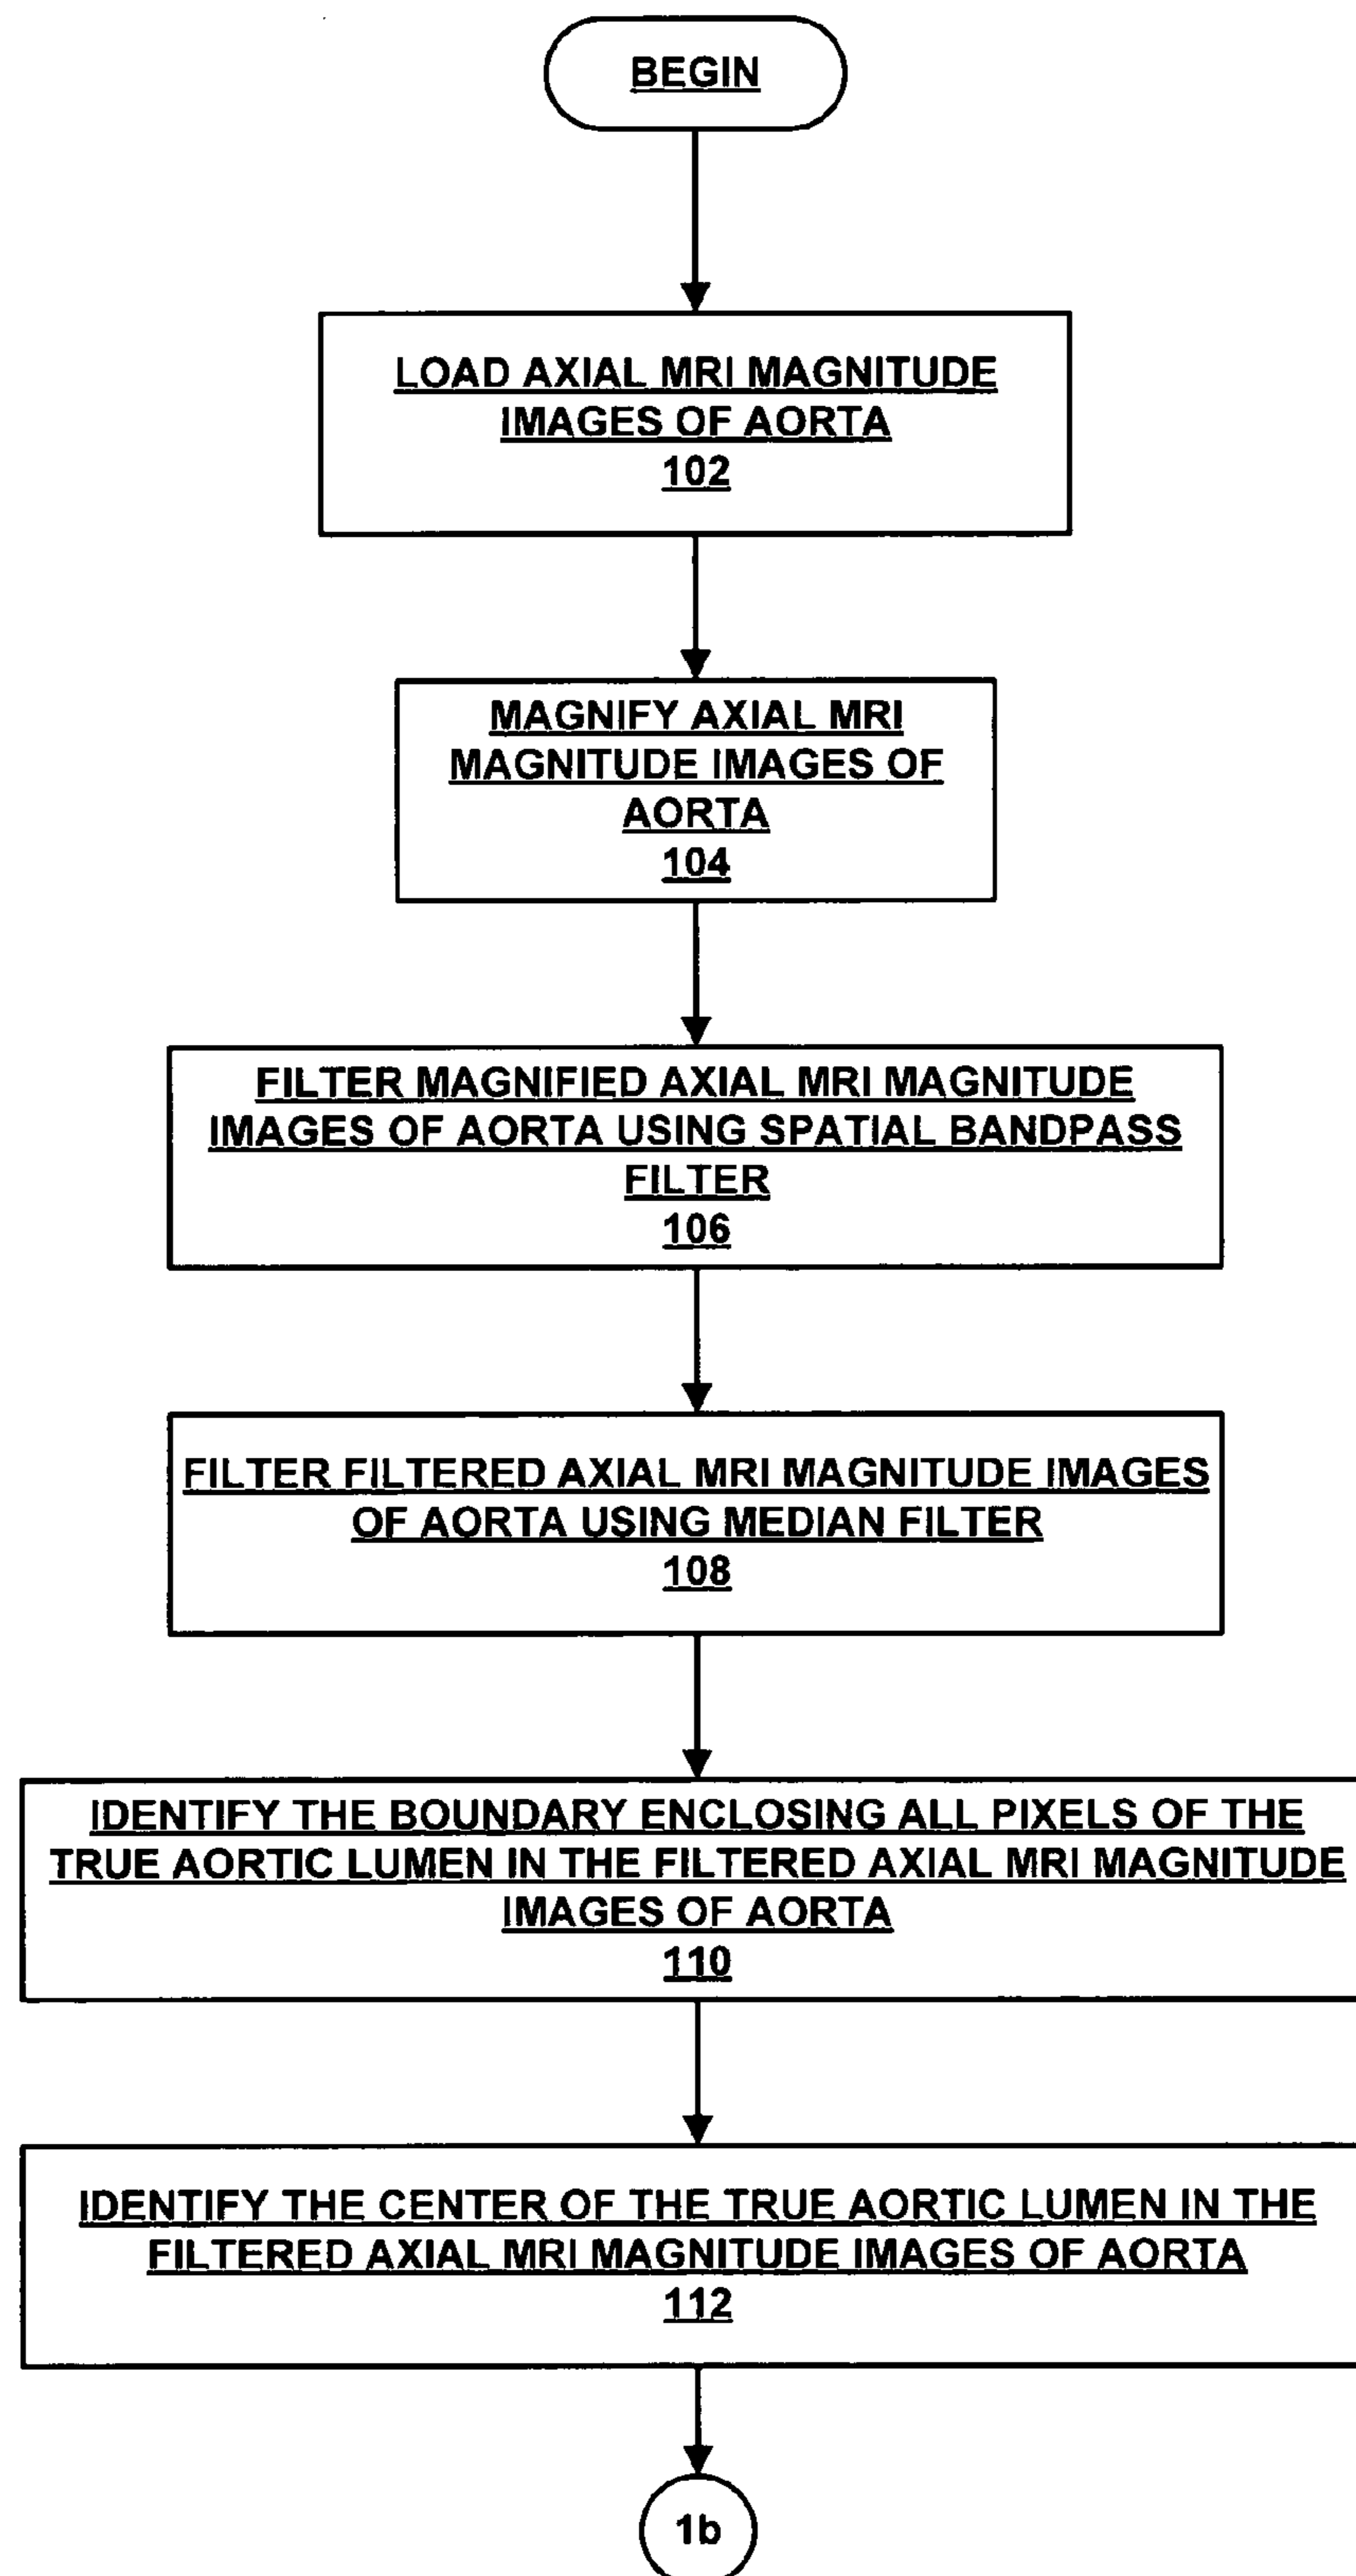 BEGIN
LOAD AXIAL MRI MAGNITUDE
IMAGES OF AORTA
102
MAGNIFY AXIAL MRI
MAGNITUDE IMAGES OF
AORTA
104
FILTER MAGNIFIED AXIAL MRI MAGNITUDE
IMAGES OF AORTA USING SPATIAL BANDPASS
FILTER
106
FILTER FILTERED AXIAL MRI MAGNITUDE IMAGES
OF AORTA USING MEDIAN FILTER
108
IDENTIFY THE BOUNDARY ENCLOSING ALL PIXELS OF THE
TRUE AORTIC LUMEN IN THE FILTERED AXIAL MRI MAGNITUDE
IMAGES OF AORTA
110
IDENTIFY THE CENTER OF THE TRUE AORTIC LUMEN IN THE
FILTERED AXIAL MRI MAGNITUDE IMAGES OF AORTA
112
1b